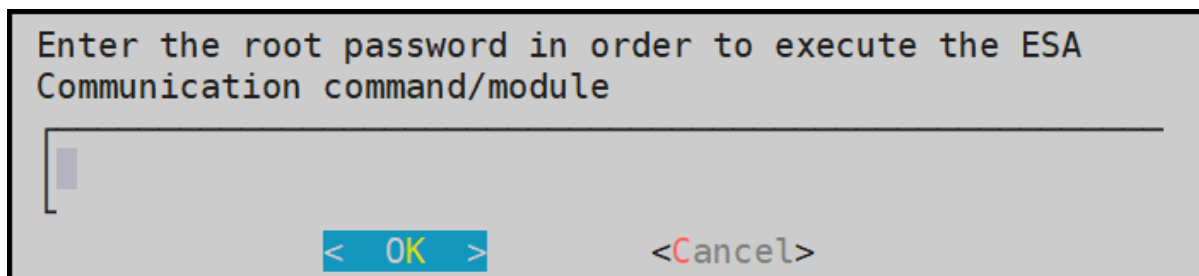 Enter the root password in order to execute the ESA
Communication command/module
< OK > <Cancel>